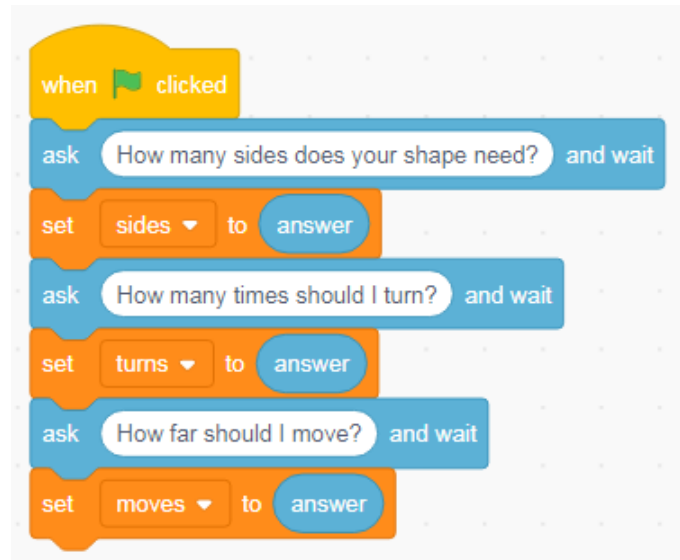 when clicked
ask How many sides does your shape need? and wait
set sides to answer
ask How many times should I turn? and wait
set turns to answer
ask How far should I move? and wait
set moves to answer